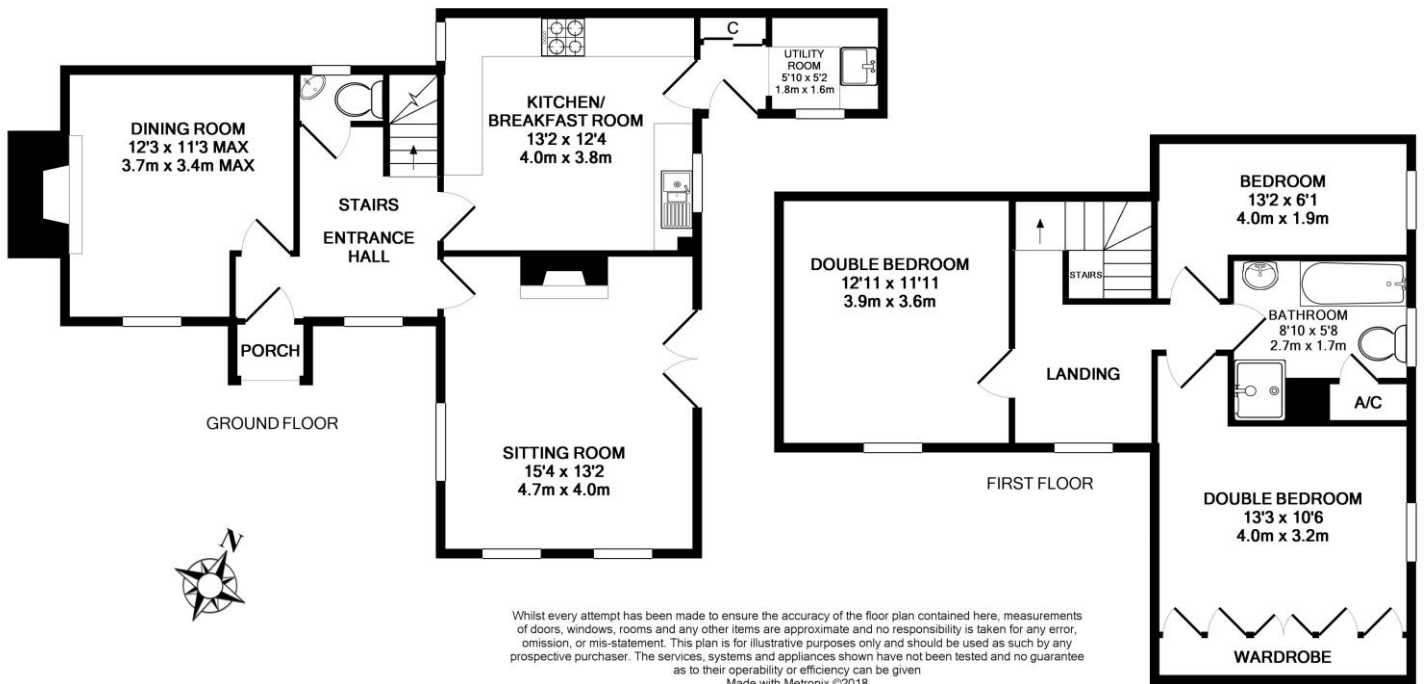 DINING ROOM
12'3 x 11'3 MAX
3.7m x 3.4m MAX
STAIRS
ENTRANCE
HALL
PORCH
KITCHEN/
BREAKFAST ROOM
13'2 x 12'4
4.0m x 3.8m
C
UTILITY
ROOM
5'10 x 5'2
1.8m x 1.6m
SITTING ROOM
15'4 x 13'2
4.7m x 4.0m
GROUND FLOOR
N
DOUBLE BEDROOM
12'11 x 11'11
3.9m x 3.6m
STAIRS
LANDING
BEDROOM
13'2 x 6'1
4.0m x 1.9m
BATHROOM
8'10 x 5'8
2.7m x 1.7m
A/C
DOUBLE BEDROOM
13'3 x 10'6
4.0m x 3.2m
WARDROBE
FIRST FLOOR
Whilst every attempt has been made to ensure the accuracy of the floor plan contained here, measurements
of doors, windows, rooms and any other items are approximate and no responsibility is taken for any error,
omission, or mis-statement. This plan is for illustrative purposes only and should be used as such by any
prospective purchaser. The services, systems and appliances shown have not been tested and no guarantee
as to their operability or efficiency can be given
Made with Metropix ©2018